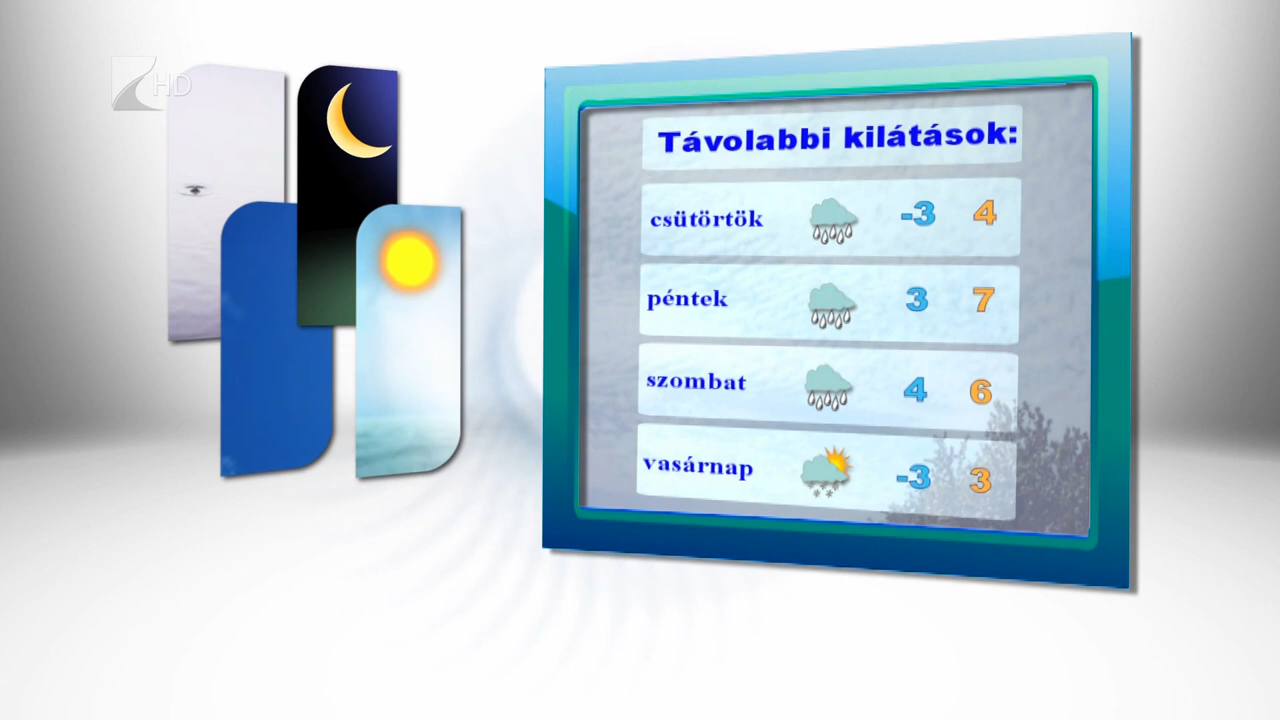 HD
Távolabbi kilátások:
csütörtök -3 4
péntek 3 7
szombat 4 6
vasárnap -3 3